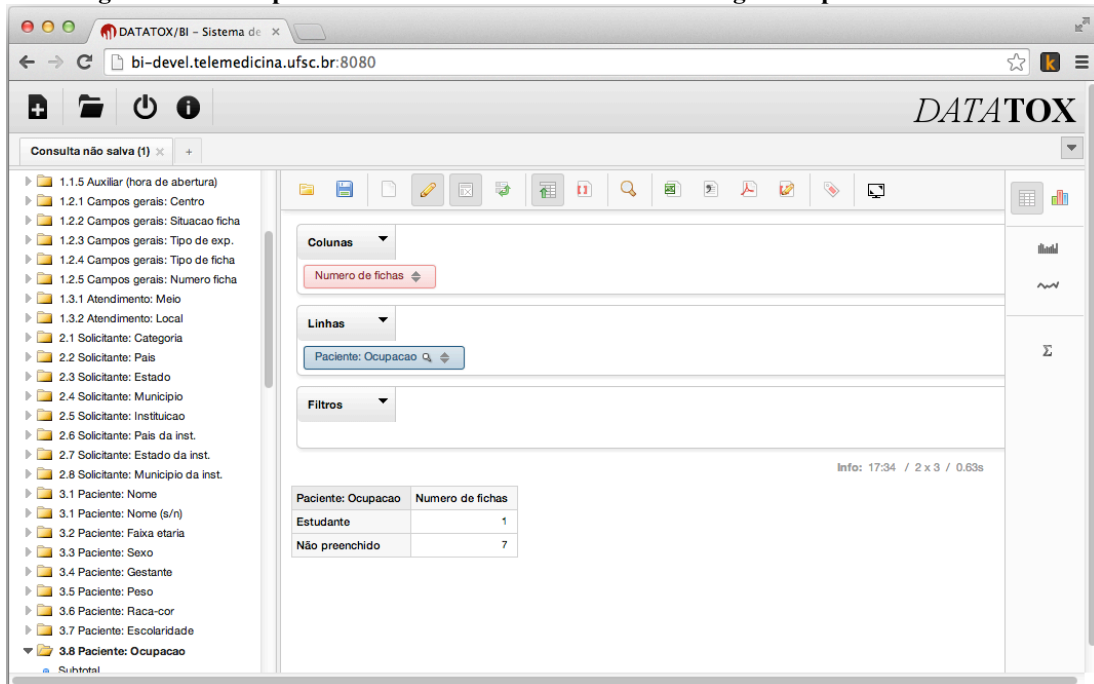 DATATOX/BI – Sistema de
bi-devel.telemedicina.ufsc.br:8080
k
DATATOX
Consulta não salva (1)
+
1.1.5 Auxiliar (hora de abertura)
1.2.1 Campos gerais: Centro
1.2.2 Campos gerais: Situacao ficha
1.2.3 Campos gerais: Tipo de exp.
1.2.4 Campos gerais: Tipo de ficha
1.2.5 Campos gerais: Numero ficha
1.3.1 Atendimento: Meio
1.3.2 Atendimento: Local
2.1 Solicitante: Categoria
2.2 Solicitante: Pais
2.3 Solicitante: Estado
2.4 Solicitante: Municipio
2.5 Solicitante: Instituicao
2.6 Solicitante: Pais da inst.
2.7 Solicitante: Estado da inst.
2.8 Solicitante: Municipio da inst.
3.1 Paciente: Nome
3.1 Paciente: Nome (s/n)
3.2 Paciente: Faixa etaria
3.3 Paciente: Sexo
3.4 Paciente: Gestante
3.5 Paciente: Peso
3.6 Paciente: Raca-cor
3.7 Paciente: Escolaridade
3.8 Paciente: Ocupacao
Subtotal
Colunas
Numero de fichas
Linhas
Paciente: Ocupacao
Filtros
Info: 17:34 / 2 x 3 / 0.63s
Paciente: Ocupacao Numero de fichas
Estudante 1
Não preenchido 7
Σ